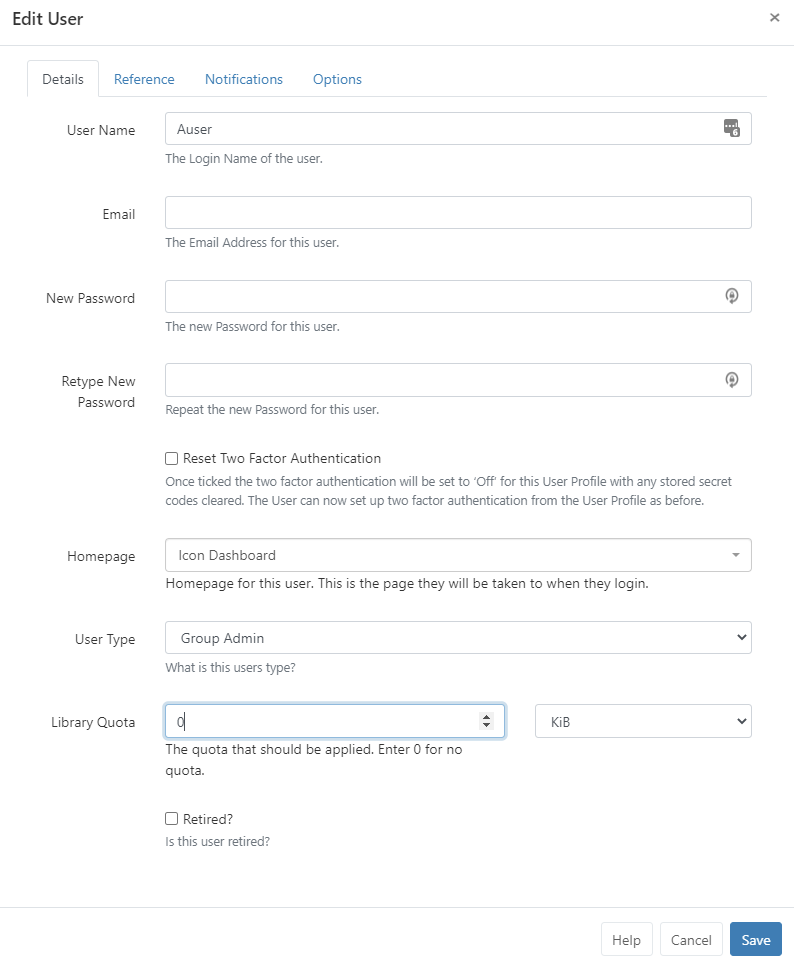 Edit User
×
Details Reference Notifications Options
User Name
Auser
6
The Login Name of the user.
Email
The Email Address for this user.
New Password
The new Password for this user.
Retype New
Password
Repeat the new Password for this user.
Reset Two Factor Authentication
Once ticked the two factor authentication will be set to ‘Off’ for this User Profile with any stored secret
codes cleared. The User can now set up two factor authentication from the User Profile as before.
Homepage
Icon Dashboard
Homepage for this user. This is the page they will be taken to when they login.
User Type
Group Admin
What is this users type?
Library Quota
0
KiB
The quota that should be applied. Enter 0 for no
quota.
Retired?
Is this user retired?
Help Cancel Save